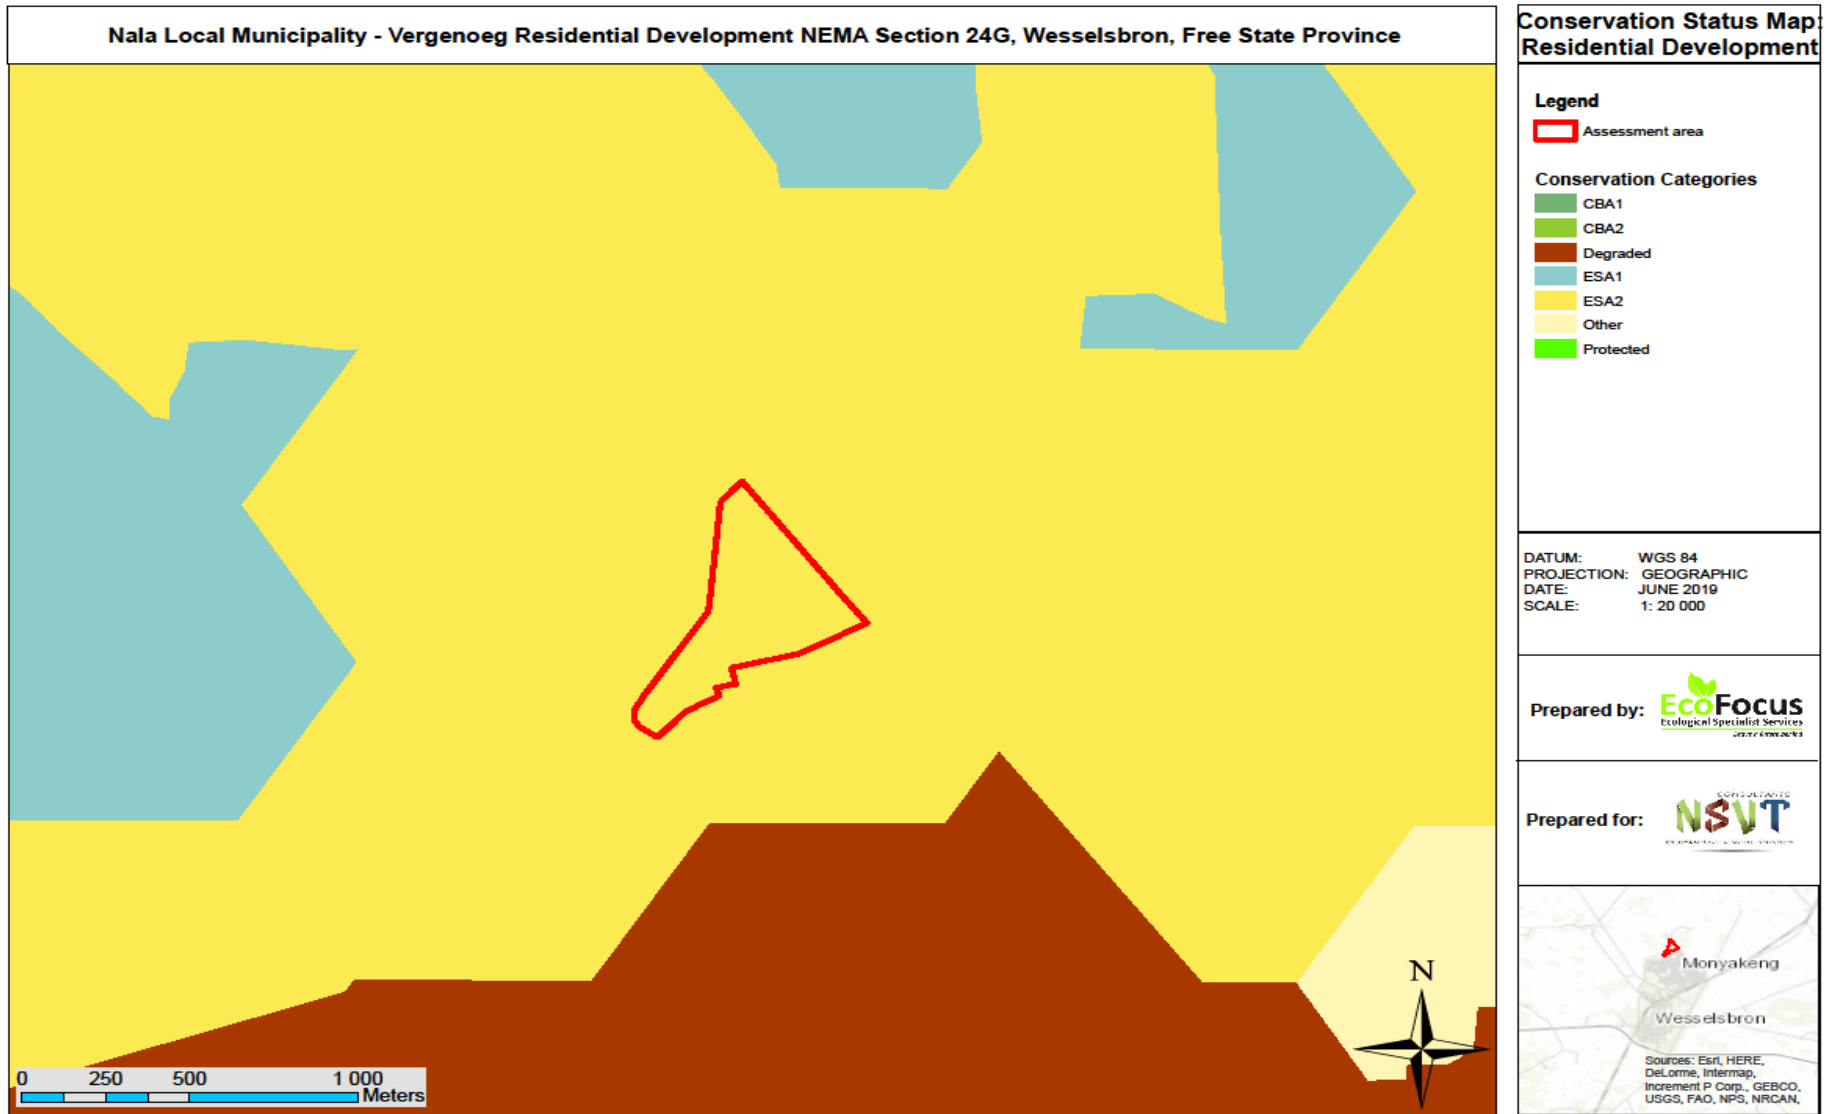 Nala Local Municipality - Vergenoeg Residential Development NEMA Section 24G, Wesselsbron, Free State Province
Conservation Status Map:
Residential Development
Legend
Assessment area
Conservation Categories
CBA1
CBA2
Degraded
ESA1
ESA2
Other
Protected
DATUM: WGS 84
PROJECTION: GEOGRAPHIC
DATE: JUNE 2019
SCALE: 1: 20 000
Prepared by:
EcoFocus
Ecological Specialist Services
Prepared for:
CONSULTANTS
NSVT
Monyakeng
Wesselsbron
Sources: Esri, HERE,
DeLorme, Intermap,
Increment P Corp., GEBCO,
USGS, FAO, NPS, NRCAN,
N
0 250 500 1 000
Meters